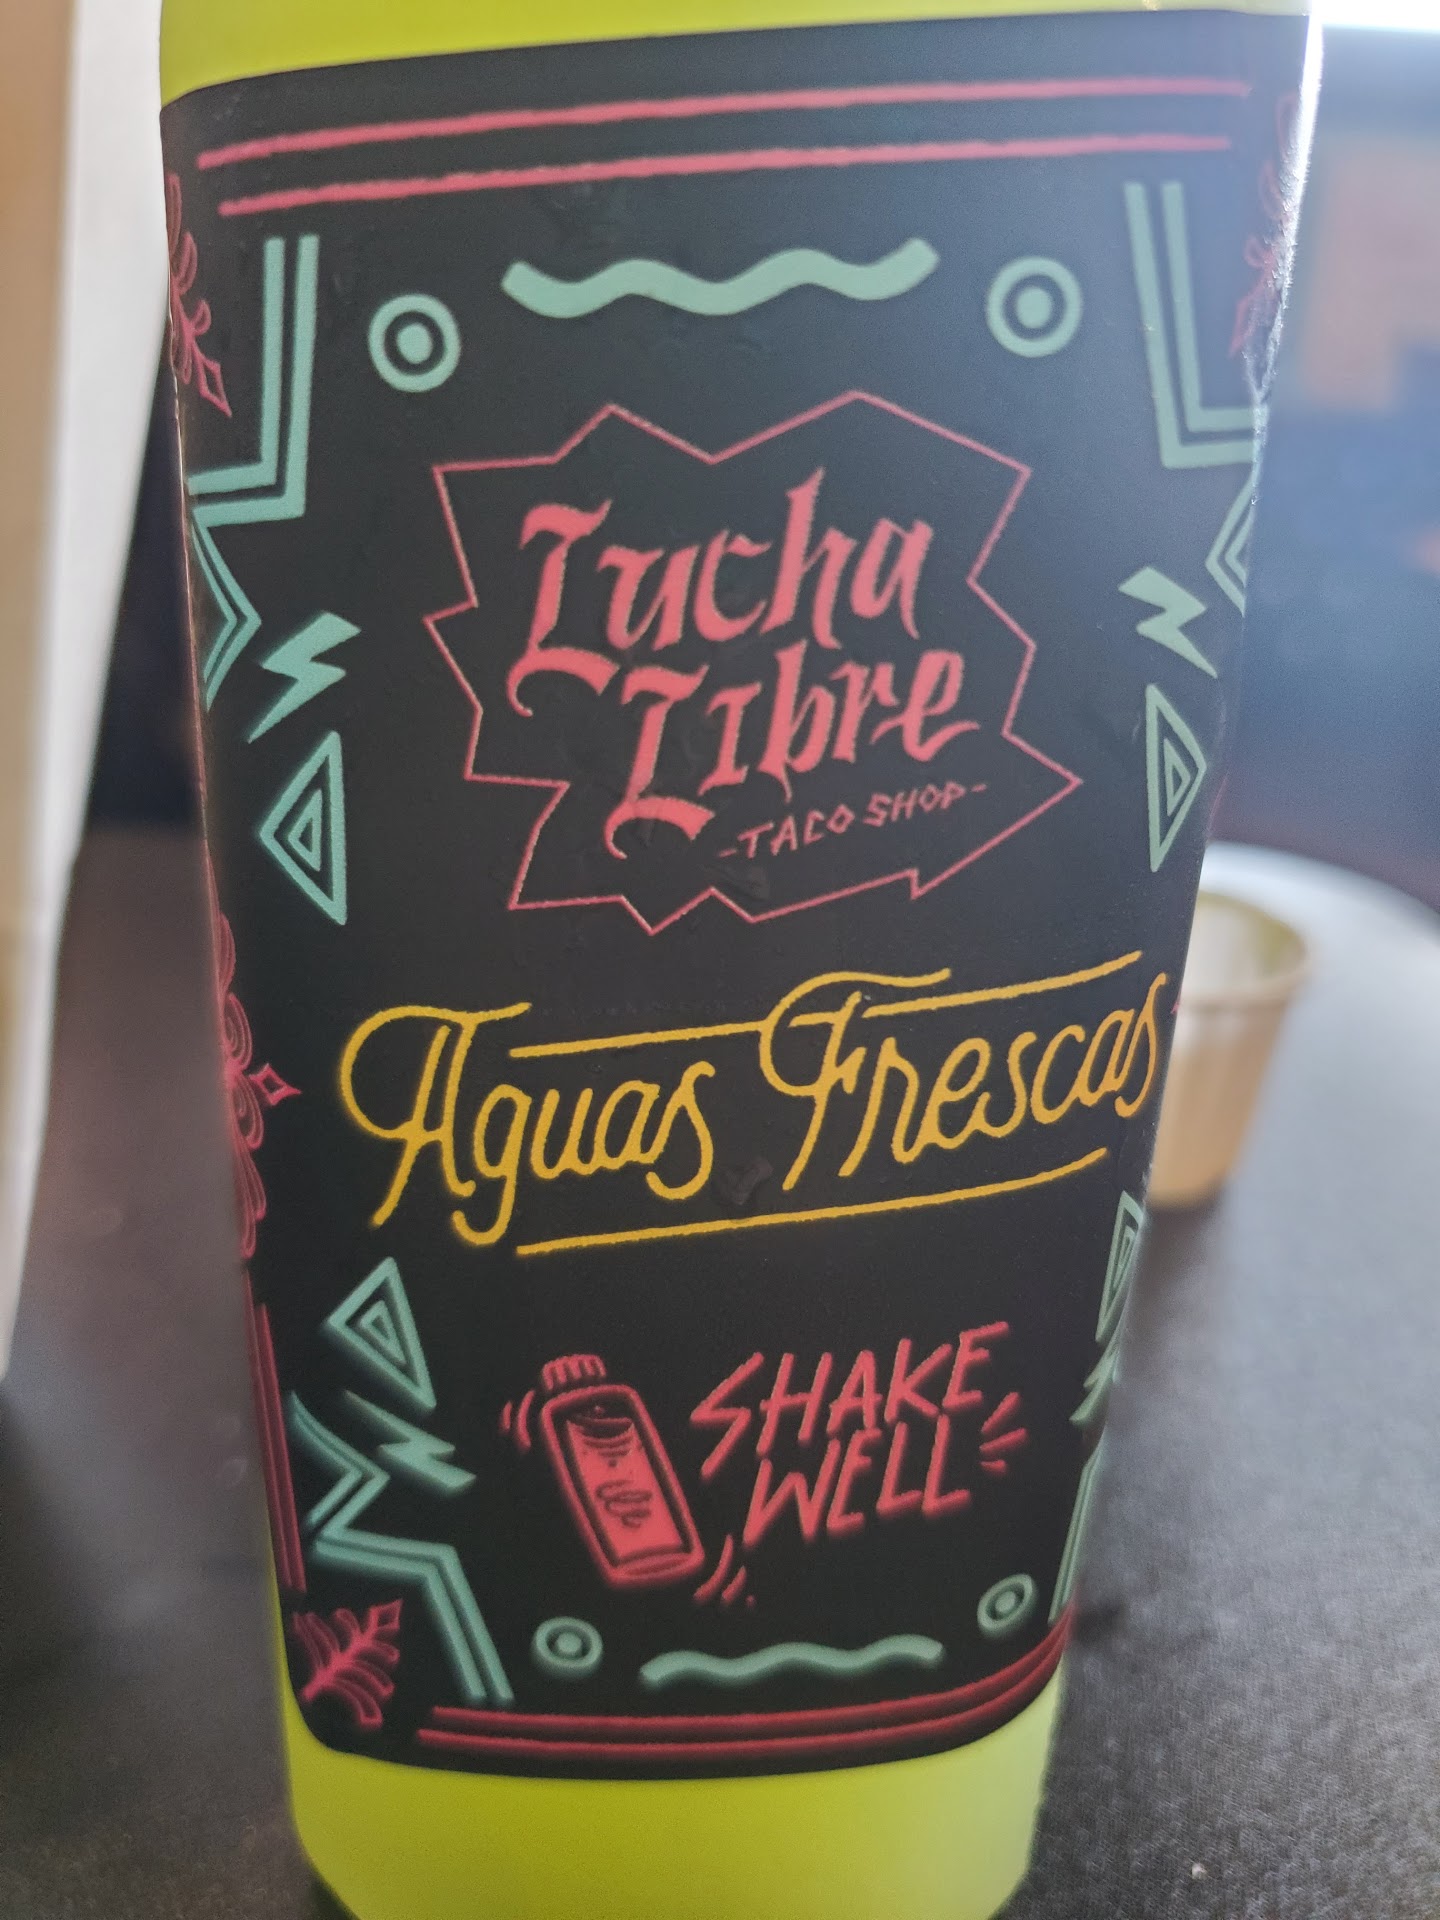 Lucha
Libre
-TACO SHOP-
Aguas Frescas
SHAKE
WELL